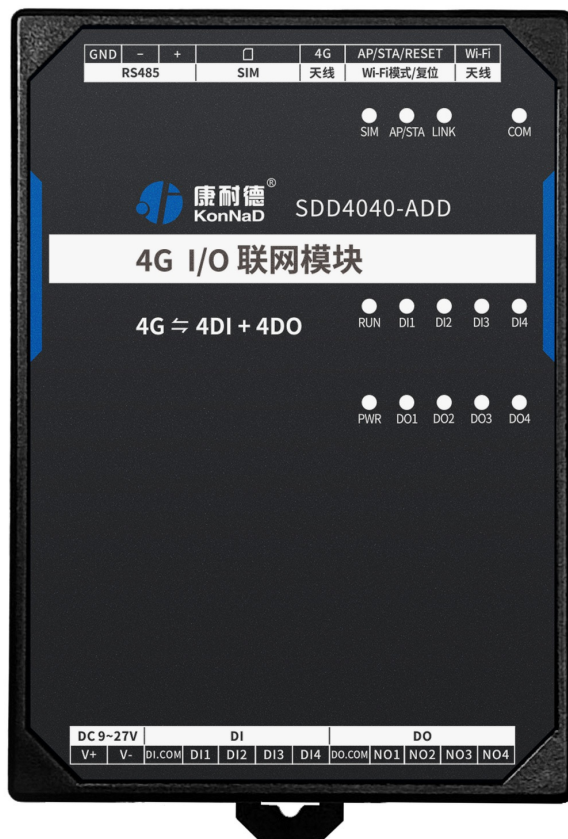 GND - + 4G AP/STA/RESET Wi-Fi
RS485 SIM 天线 Wi-Fi模式/复位 天线
SIM AP/STA LINK COM
康耐德®
KonNaD SDD4040-ADD
4G I/O 联网模块
4G ⇋ 4DI + 4DO
RUN DI1 DI2 DI3 DI4
PWR DO1 DO2 DO3 DO4
DC 9~27V DI DO
V+ V- DI.COM DI1 DI2 DI3 DI4 DO.COM NO1 NO2 NO3 NO4